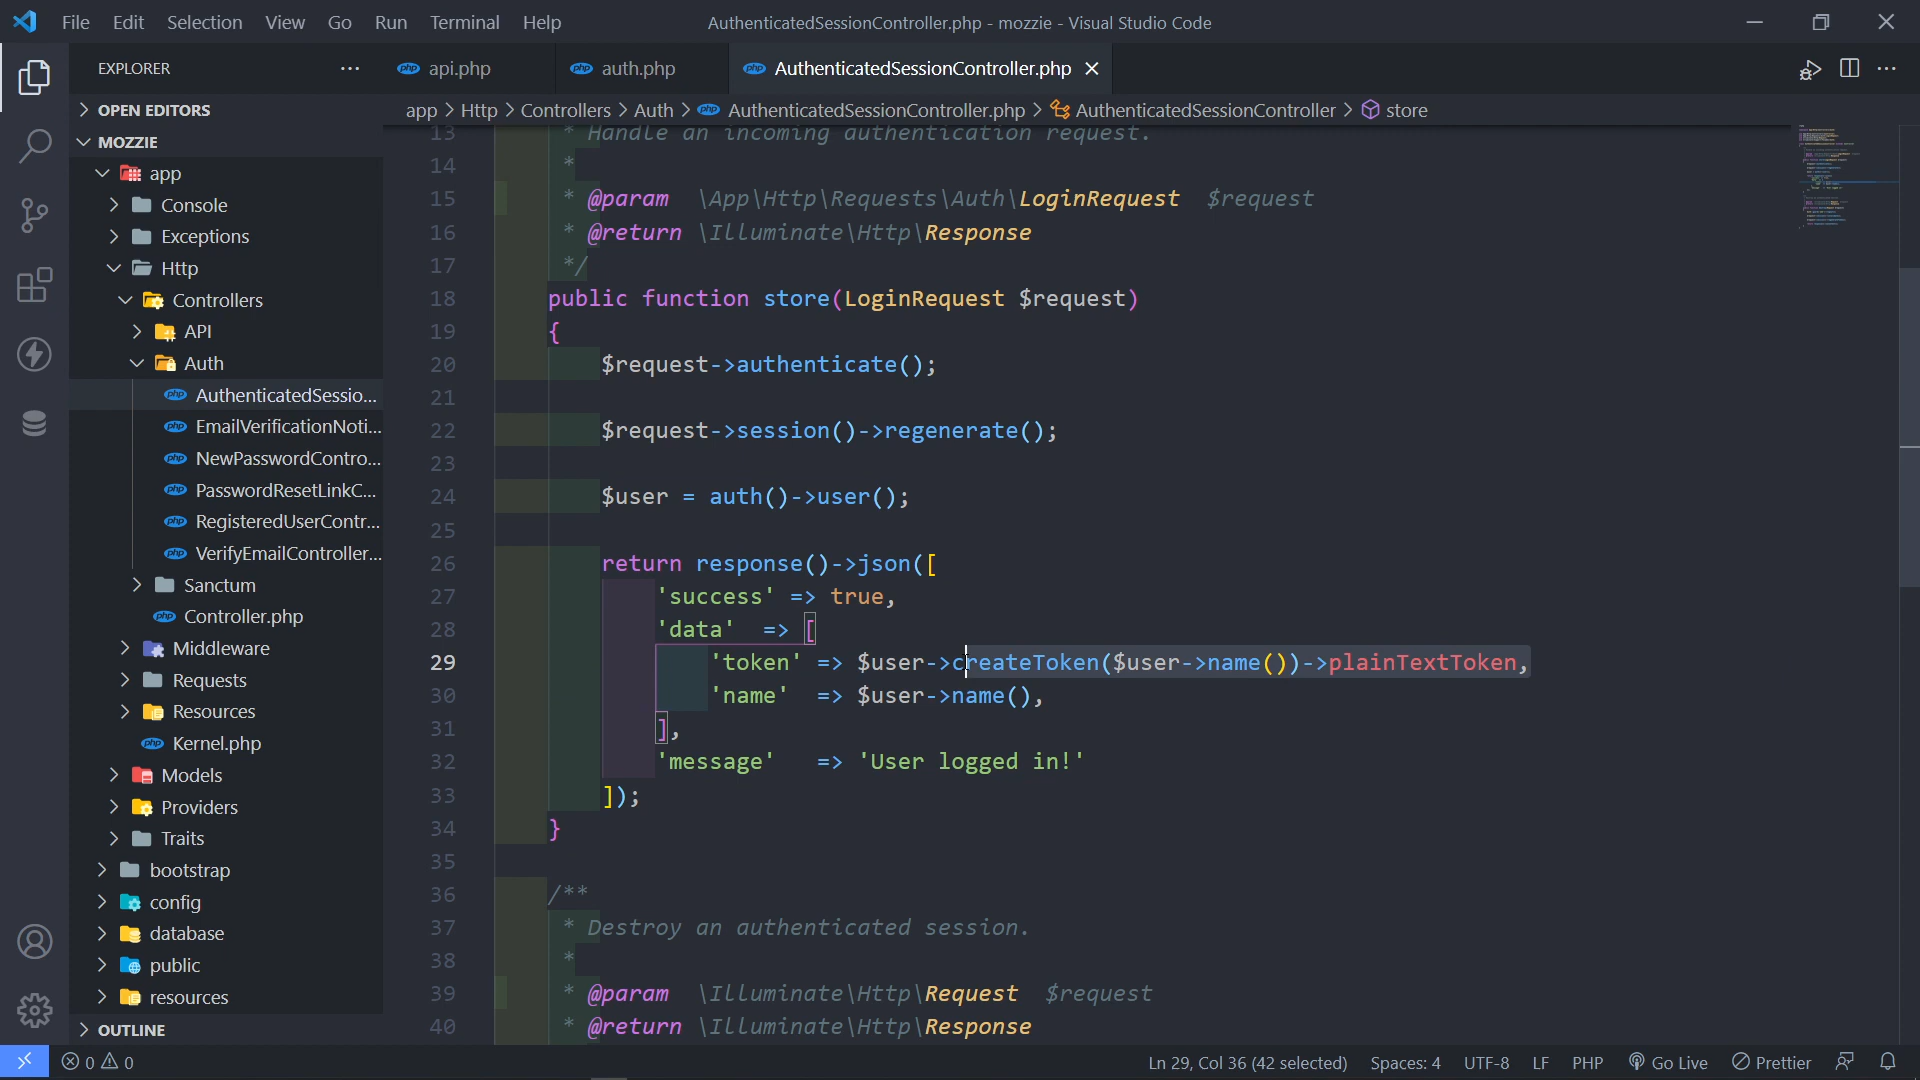 File Edit Selection View Go Run Terminal Help
AuthenticatedSessionController.php - mozzie - Visual Studio Code
EXPLORER
OPEN EDITORS
MOZZIE
app
Console
Exceptions
Http
Controllers
API
Auth
AuthenticatedSessio...
EmailVerificationNoti...
NewPasswordContro...
PasswordResetLinkC...
RegisteredUserContr...
VerifyEmailController...
Sanctum
Controller.php
Middleware
Requests
Resources
Kernel.php
Models
Providers
Traits
bootstrap
config
database
public
resources
OUTLINE
php api.php
php auth.php
php AuthenticatedSessionController.php
app > Http > Controllers > Auth > php AuthenticatedSessionController.php > AuthenticatedSessionController > store
13 * Handle an incoming authentication request.
14 *
15 * @param \App\Http\Requests\Auth\LoginRequest $request
16 * @return \Illuminate\Http\Response
17 */
18 public function store(LoginRequest $request)
19 {
20 $request->authenticate();
21
22 $request->session()->regenerate();
23
24 $user = auth()->user();
25
26 return response()->json([
27 'success' => true,
28 'data' => [
29 'token' => $user->createToken($user->name())->plainTextToken,
30 'name' => $user->name(),
31 ],
32 'message' => 'User logged in!'
33 ]);
34 }
35
36 /**
37 * Destroy an authenticated session.
38 *
39 * @param \Illuminate\Http\Request $request
40 * @return \Illuminate\Http\Response
0 0
Ln 29, Col 36 (42 selected) Spaces: 4 UTF-8 LF PHP Go Live Prettier